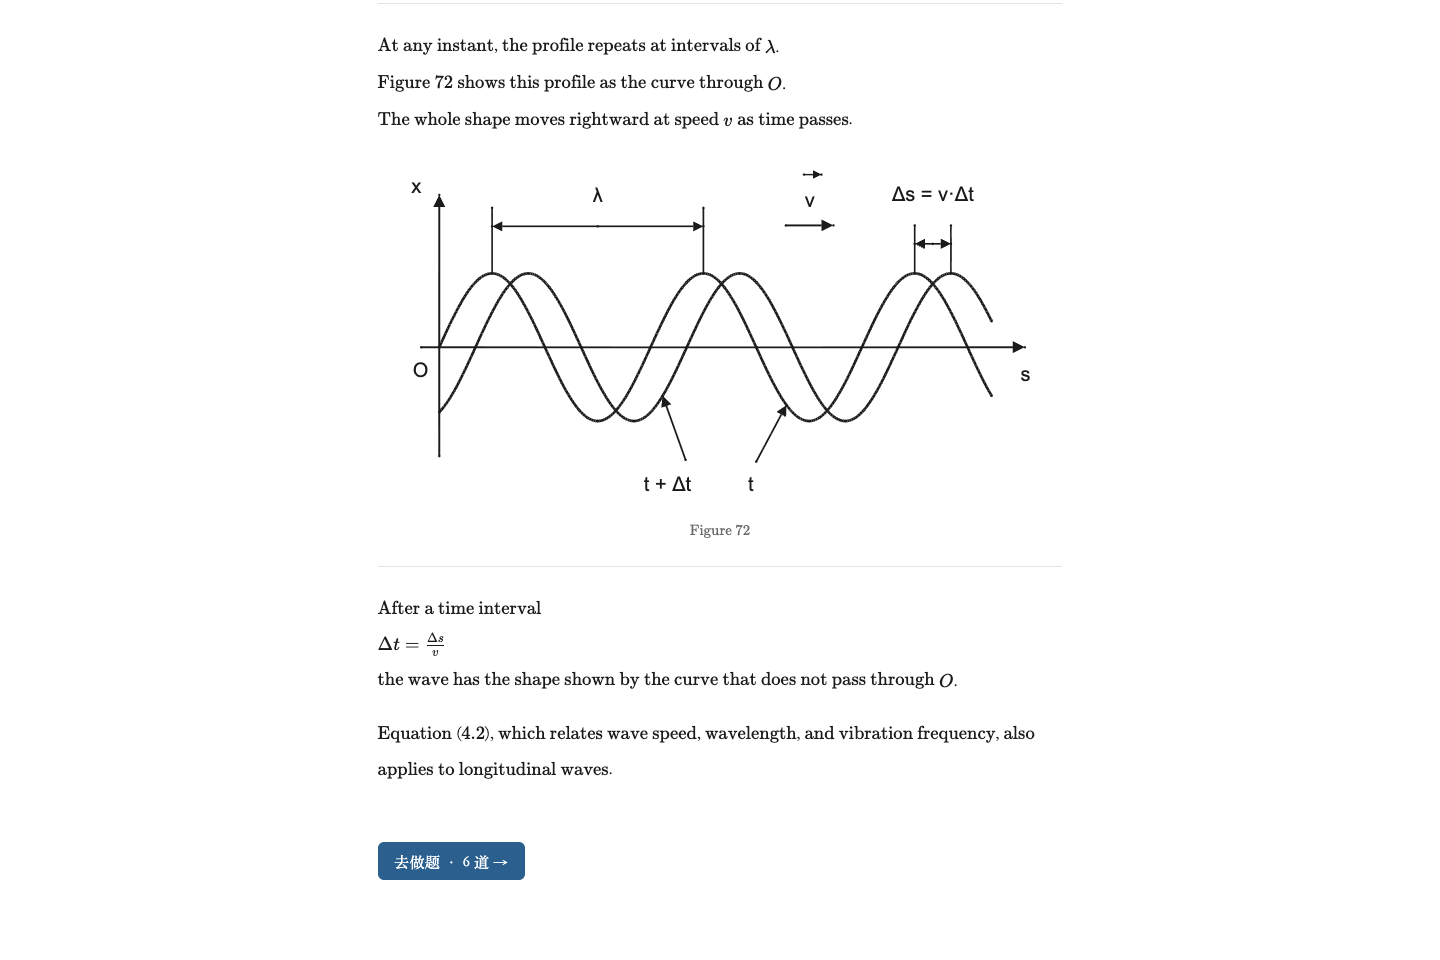 At any instant, the profile repeats at intervals of λ.
Figure 72 shows this profile as the curve through O.
The whole shape moves rightward at speed v as time passes.
x
λ
v
Δs = v·Δt
O
s
t + Δt
t
Figure 72
After a time interval
Δt = Δs/v
the wave has the shape shown by the curve that does not pass through O.
Equation (4.2), which relates wave speed, wavelength, and vibration frequency, also
applies to longitudinal waves.
去做题 · 6 道 →